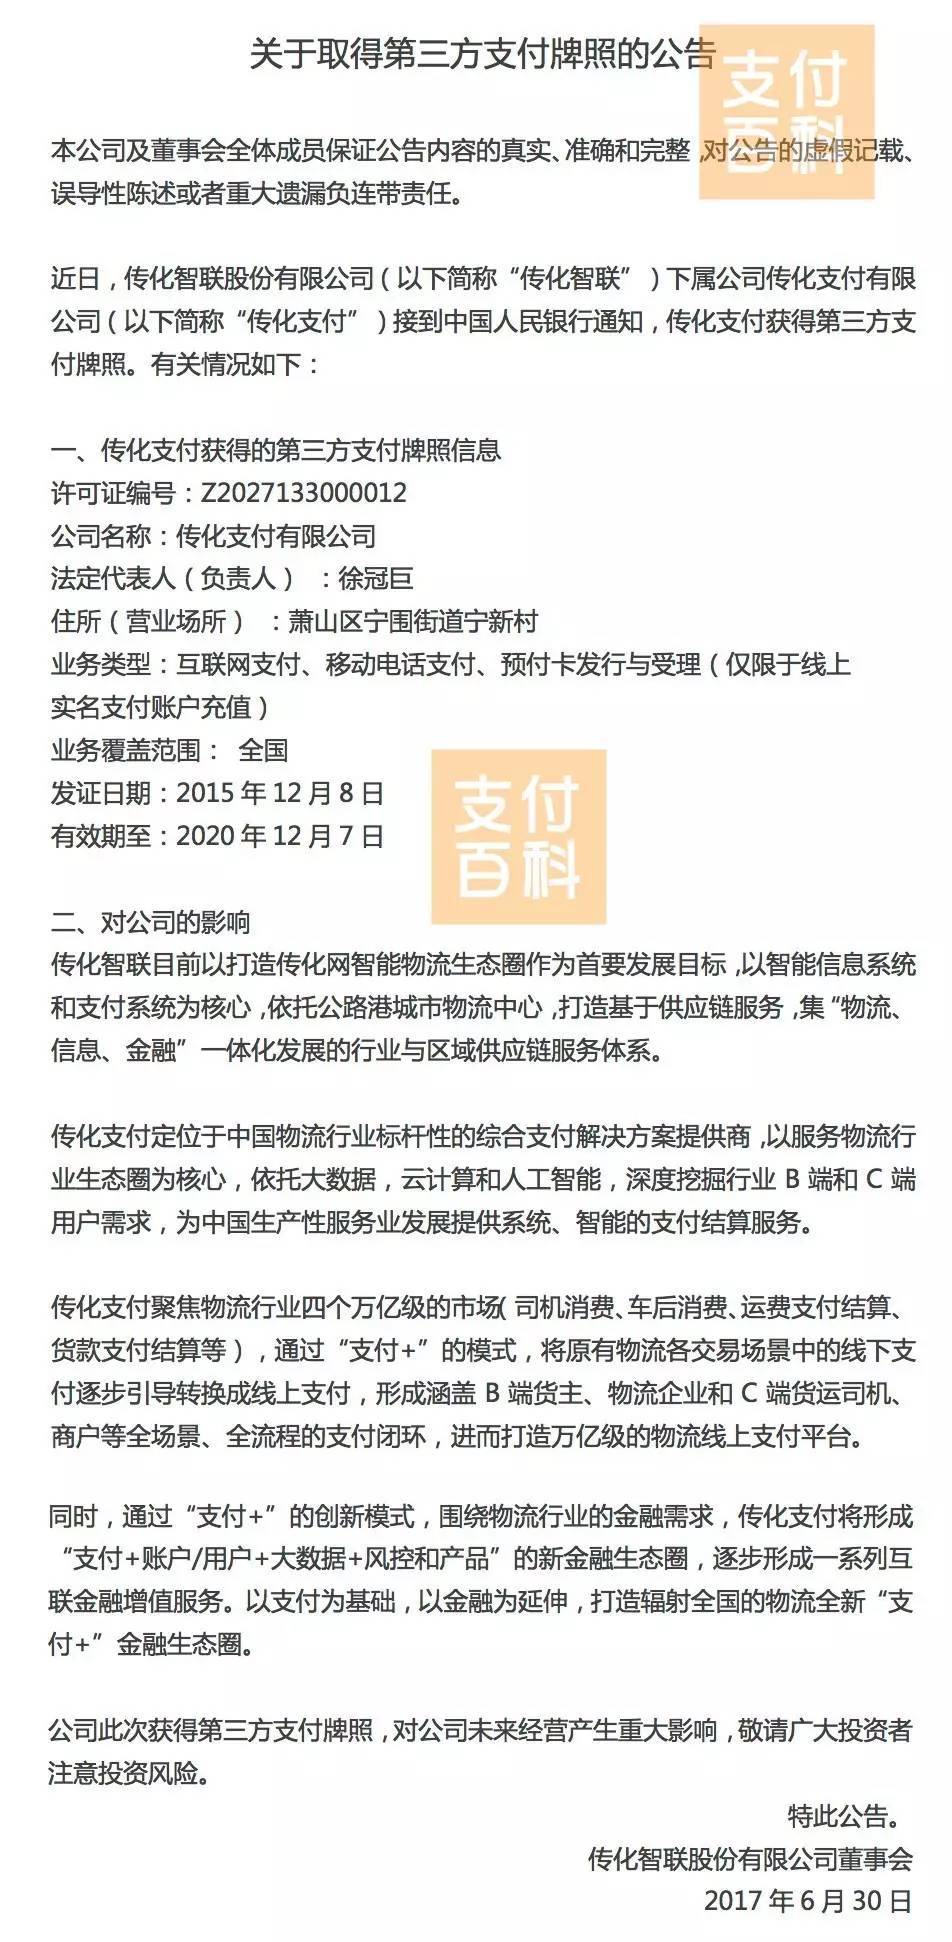 关于取得第三方支付牌照的公告
支付
百科
本公司及董事会全体成员保证公告内容的真实、准确和完整,对公告的虚假记载、
误导性陈述或者重大遗漏负连带责任。
近日,传化智联股份有限公司(以下简称“传化智联”)下属公司传化支付有限
公司(以下简称“传化支付”)接到中国人民银行通知,传化支付获得第三方支
付牌照。有关情况如下:
一、传化支付获得的第三方支付牌照信息
许可证编号:Z2027133000012
公司名称:传化支付有限公司
法定代表人(负责人) :徐冠巨
住所(营业场所) :萧山区宁围街道宁新村
业务类型:互联网支付、移动电话支付、预付卡发行与受理(仅限于线上
实名支付账户充值)
业务覆盖范围: 全国
发证日期:2015 年 12 月 8 日
有效期至:2020 年 12 月 7 日
支付
百科
二、对公司的影响
传化智联目前以打造传化网智能物流生态圈作为首要发展目标,以智能信息系统
和支付系统为核心,依托公路港城市物流中心,打造基于供应链服务,集“物流、
信息、金融”一体化发展的行业与区域供应链服务体系。
传化支付定位于中国物流行业标杆性的综合支付解决方案提供商,以服务物流行
业生态圈为核心,依托大数据,云计算和人工智能,深度挖掘行业 B 端和 C 端
用户需求,为中国生产性服务业发展提供系统、智能的支付结算服务。
传化支付聚焦物流行业四个万亿级的市场(司机消费、车后消费、运费支付结算、
货款支付结算等),通过“支付+”的模式,将原有物流各交易场景中的线下支
付逐步引导转换成线上支付,形成涵盖 B 端货主、物流企业和 C 端货运司机、
商户等全场景、全流程的支付闭环,进而打造万亿级的物流线上支付平台。
同时,通过“支付+”的创新模式,围绕物流行业的金融需求,传化支付将形成
“支付+账户/用户+大数据+风控和产品”的新金融生态圈,逐步形成一系列互
联金融增值服务。以支付为基础,以金融为延伸,打造辐射全国的物流全新“支
付+”金融生态圈。
公司此次获得第三方支付牌照,对公司未来经营产生重大影响,敬请广大投资者
注意投资风险。
特此公告。
传化智联股份有限公司董事会
2017 年 6 月 30 日